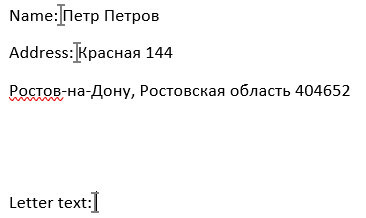 Name: Петр Петров
Address: Красная 144
Ростов-на-Дону, Ростовская область 404652
Letter text: